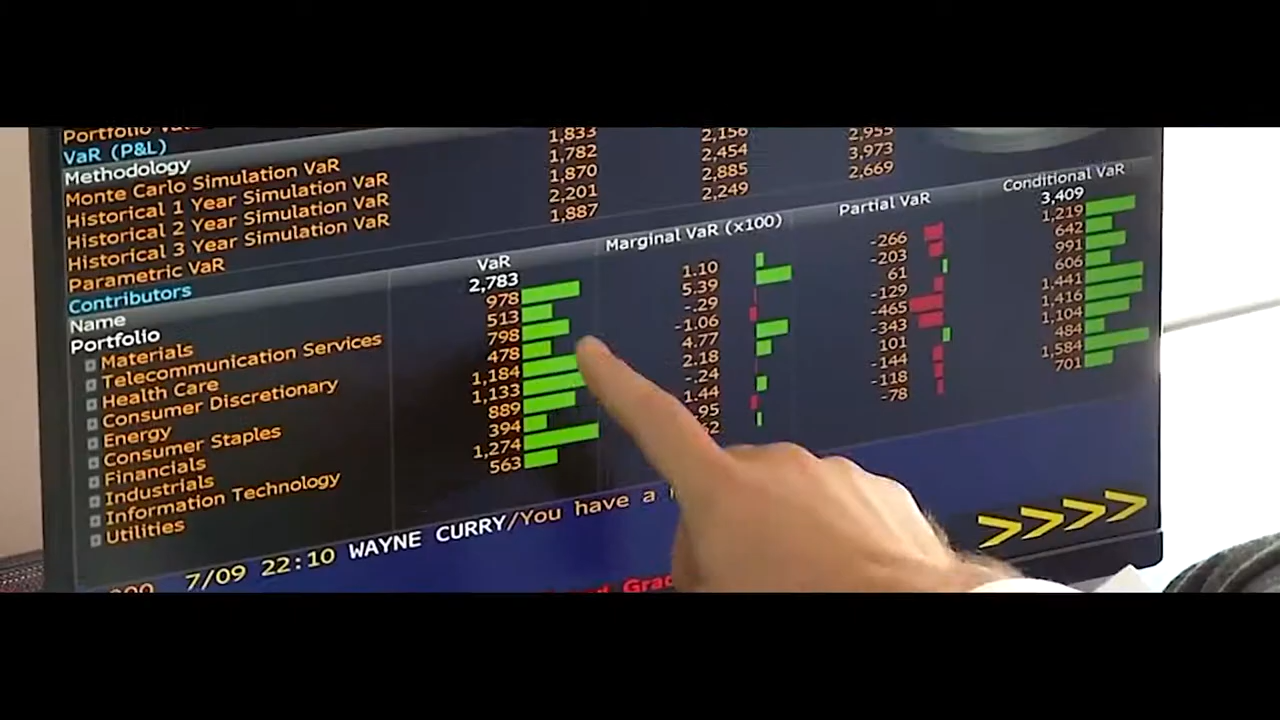 Portfolio
VaR (P&L)
Methodology
Monte Carlo Simulation VaR 1,833
Historical 1 Year Simulation VaR 1,782 2,156
Historical 2 Year Simulation VaR 1,870 2,454 2,955
Historical 3 Year Simulation VaR 2,201 2,885 3,973
Parametric VaR 1,887 2,249 2,669
Contributors
Name VaR Marginal VaR (x100) Partial VaR Conditional VaR
Portfolio 2,783 3,409
Materials 978 1.10 -266 1,219
Telecommunication Services 513 5.39 -203 642
Health Care 798 -.29 61 991
Consumer Discretionary 478 -1.06 -129 606
Energy 1,184 4.77 -465 1,441
Consumer Staples 1,133 2.18 -343 1,416
Financials 889 -.24 101 1,104
Industrials 394 1.44 -144 484
Information Technology 1,274 -118 1,584
Utilities 563 -78 701
7/09 22:10 WAYNE CURRY/You have a >>>>